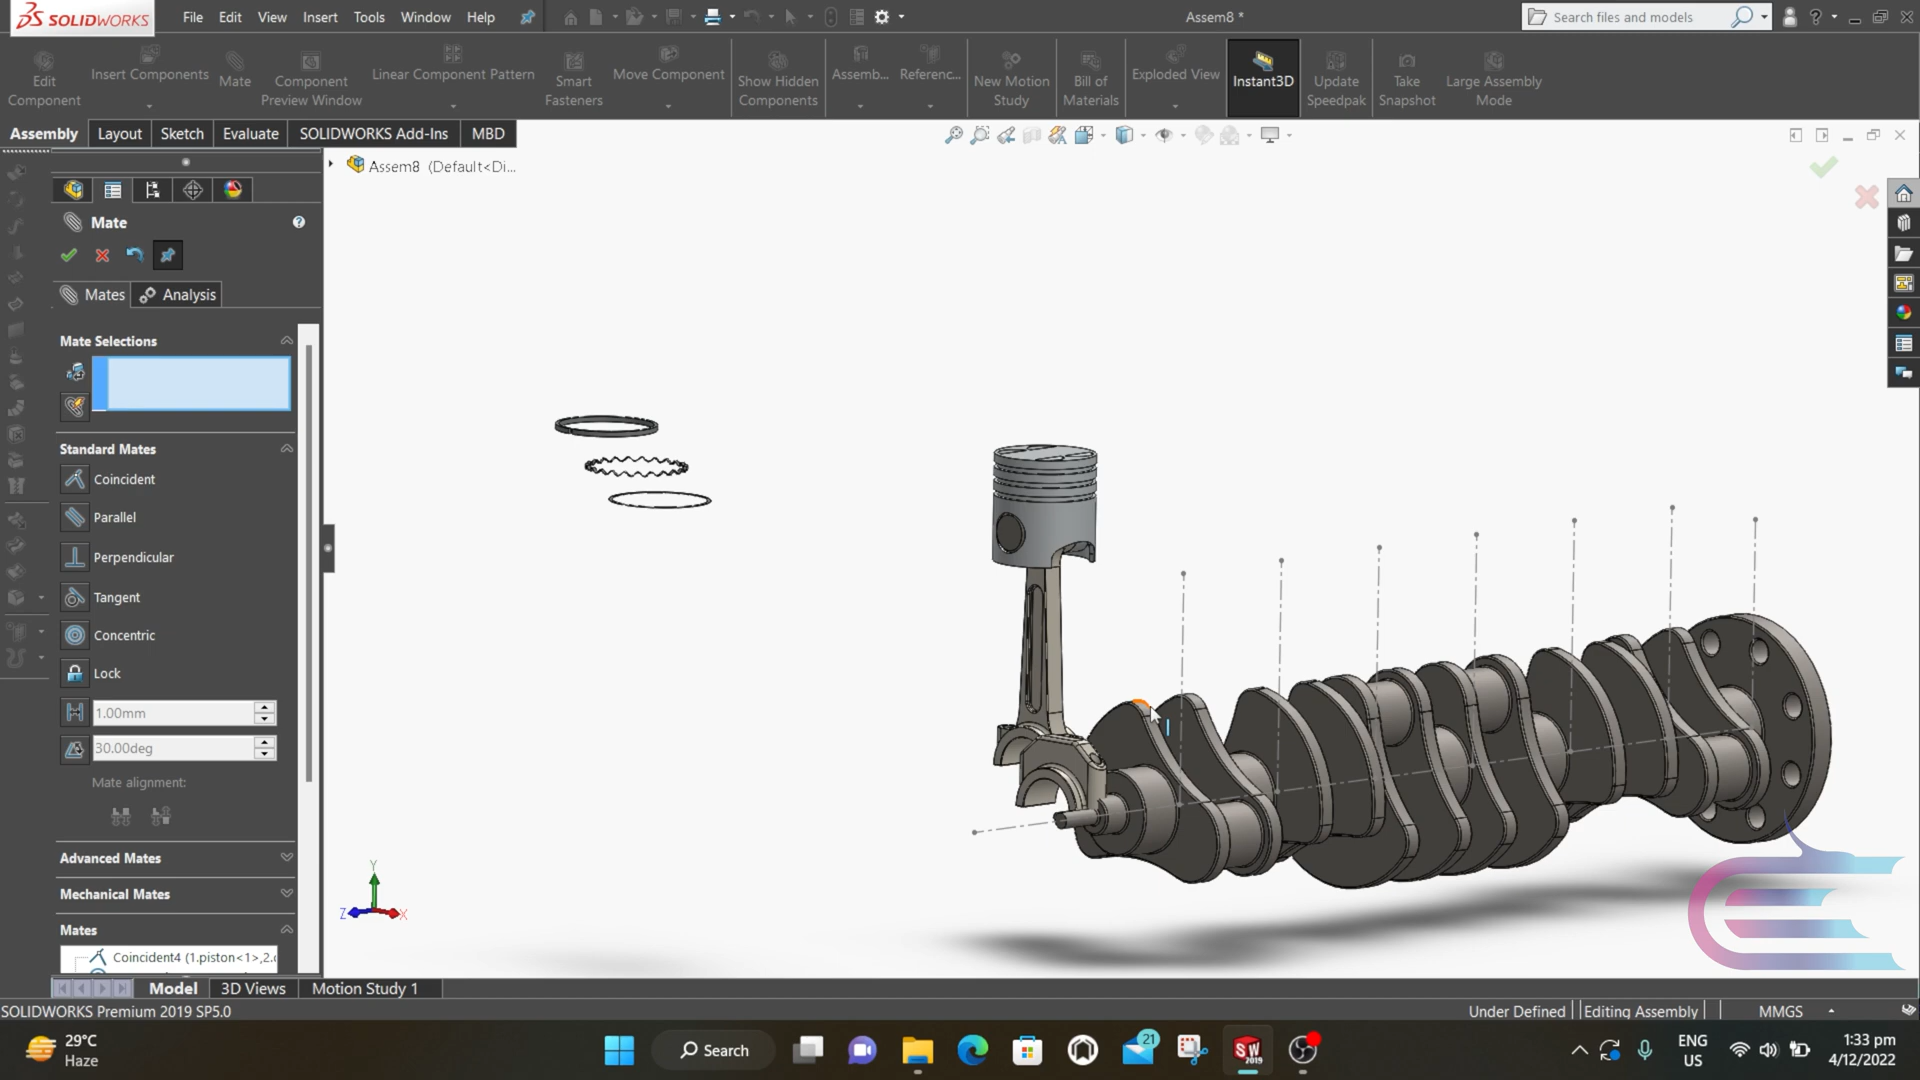 SOLIDWORKS
File Edit View Insert Tools Window Help
Assem8 *
Search files and models
Edit Component
Insert Components
Mate
Component Preview Window
Linear Component Pattern
Smart Fasteners
Move Component
Show Hidden Components
Assemb...
Referenc...
New Motion Study
Bill of Materials
Exploded View
Instant3D
Update Speedpak
Take Snapshot
Large Assembly Mode
Assembly Layout Sketch Evaluate SOLIDWORKS Add-Ins MBD
Assem8 (Default<Di...
Mate
Mates Analysis
Mate Selections
Standard Mates
Coincident
Parallel
Perpendicular
Tangent
Concentric
Lock
1.00mm
30.00deg
Mate alignment:
Advanced Mates
Mechanical Mates
Mates
Coincident4 (1.piston<1>,2.
Y
Z X
Model 3D Views Motion Study 1
SOLIDWORKS Premium 2019 SP5.0
Under Defined Editing Assembly MMGS
29°C
Haze
Search
21
SW
2019
ENG
US
1:33 pm
4/12/2022